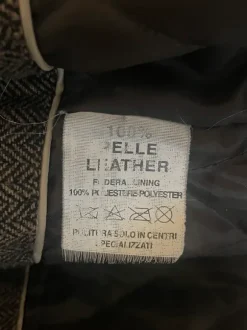 100%
PELLE
LEATHER
FODERA LINING
100% POLIESTERE POLYESTER
PULITURA SOLO IN CENTRI
SPECIALIZZATI